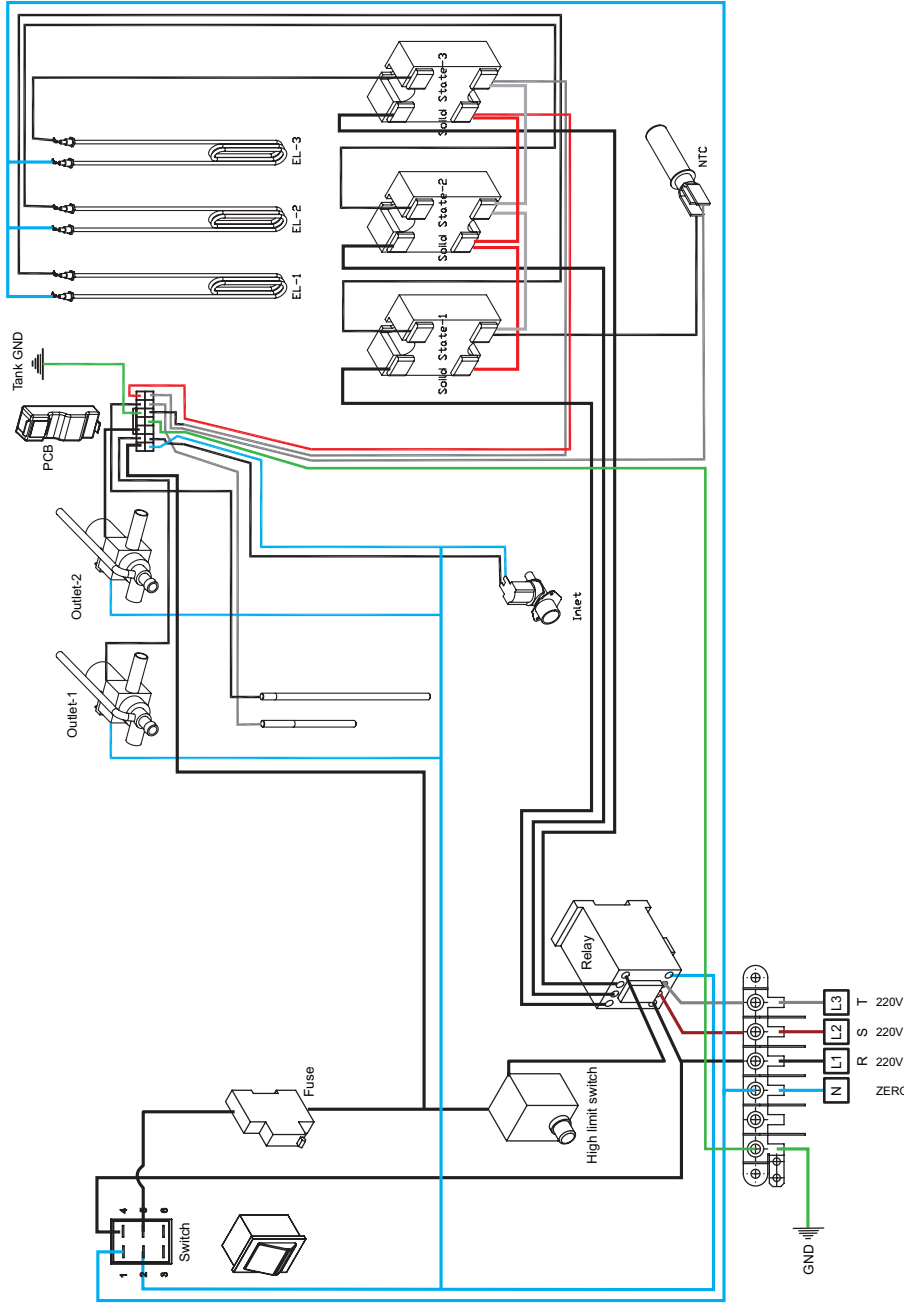 Solid State-3
EL-3
NTC
EL-2
Solid State-2
EL-1
Solid State-1
Tank GND
PCB
Outlet-2
Inlet
Outlet-1
Relay
Fuse
High limit switch
4 5 6
1 2 3
Switch
L3 T 220V
L2 S 220V
L1 R 220V
N ZERO
GND